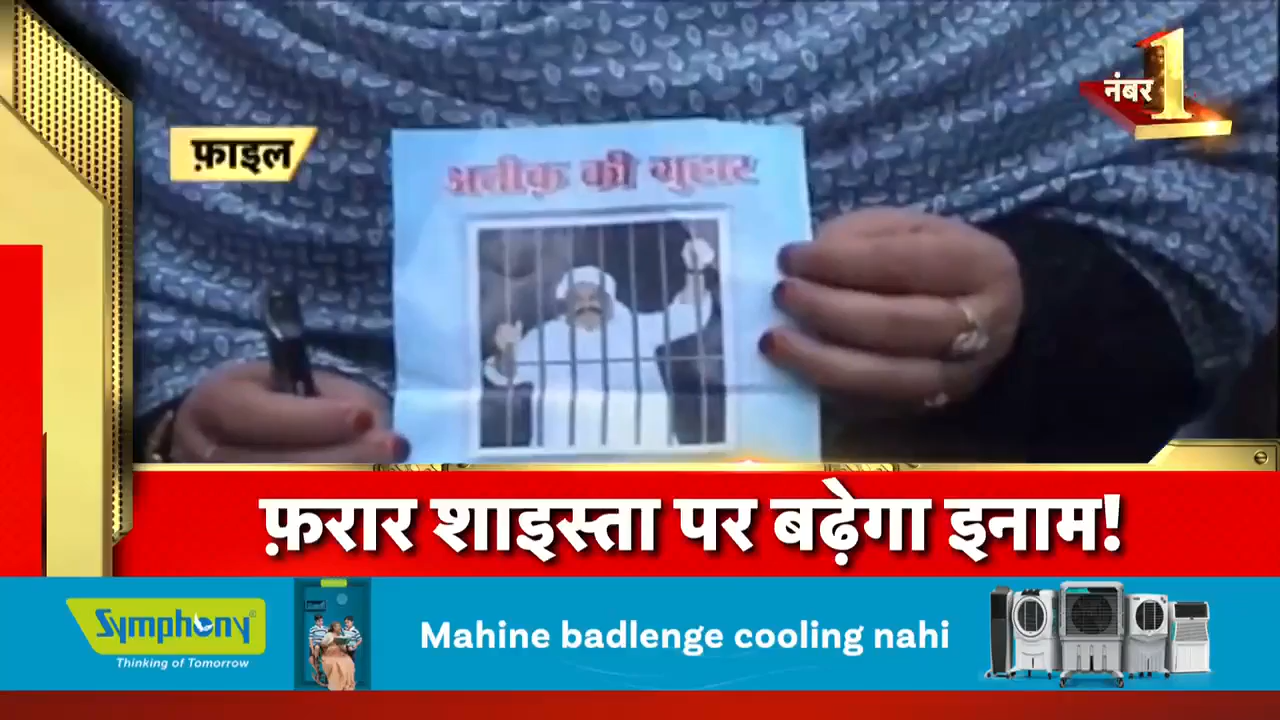 नंबर 1
फ़ाइल
अतीक़ की गुहार
फ़रार शाइस्ता पर बढ़ेगा इनाम!
Symphony
Thinking of Tomorrow
Mahine badlenge cooling nahi